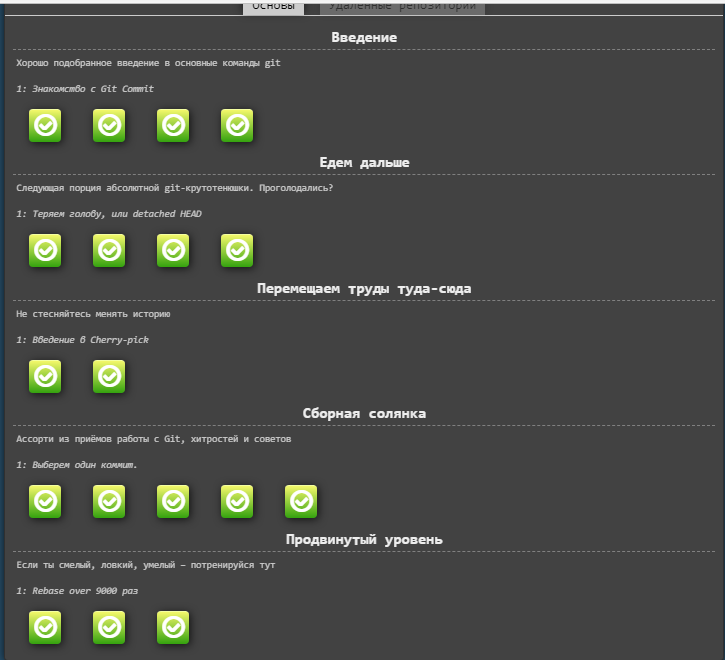 Основы Удаленные репозитории
Введение
Хорошо подобранное введение в основные команды git
1: Знакомство с Git Commit
Едем дальше
Следующая порция абсолютной git-крутотенюшки. Проголодались?
1: Теряем голову, или detached HEAD
Перемещаем труды туда-сюда
Не стесняйтесь менять историю
1: Введение в Cherry-pick
Сборная солянка
Ассорти из приёмов работы с Git, хитростей и советов
1: Выберем один коммит.
Продвинутый уровень
Если ты смелый, ловкий, умелый – потренируйся тут
1: Rebase over 9000 раз